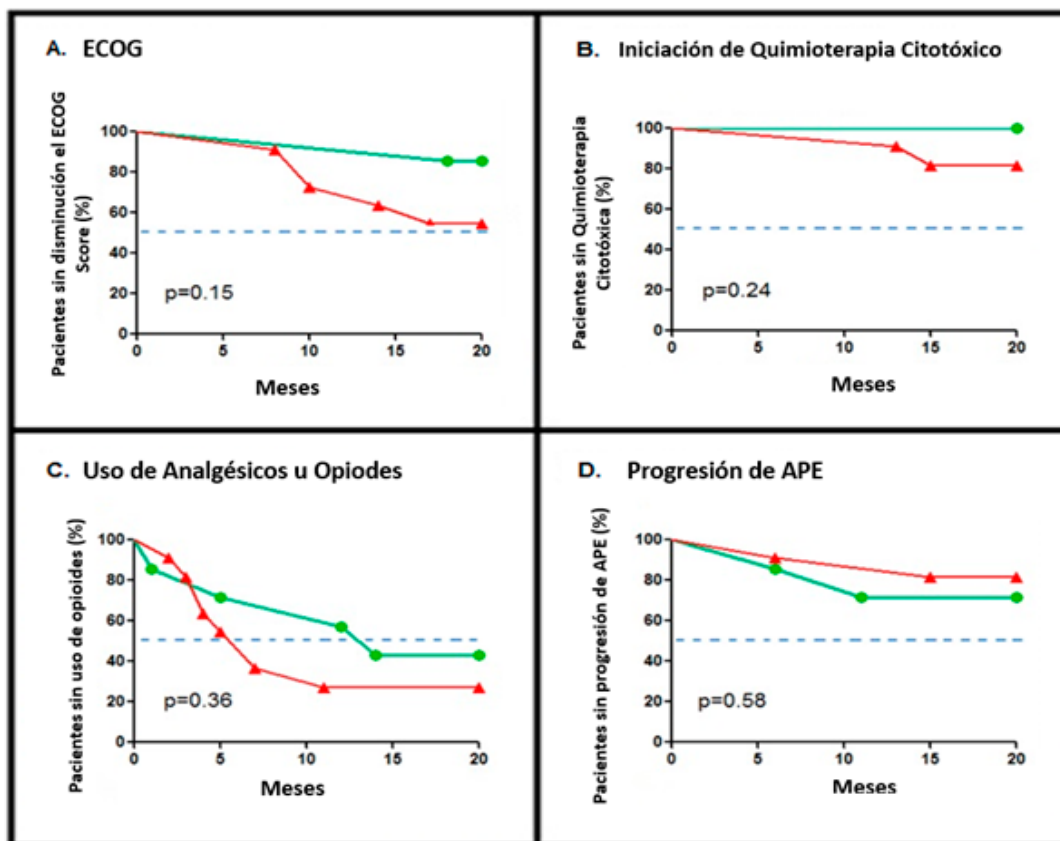 A. ECOG
Pacientes sin disminución el ECOG
Score (%)
100
80
60
40
20
0
p=0.15
0 5 10 15 20
Meses
B. Iniciación de Quimioterapia Citotóxico
Pacientes sin Quimioterapia
Citotóxica (%)
100
80
60
40
20
0
p=0.24
0 5 10 15 20
Meses
C. Uso de Analgésicos u Opiodes
Pacientes sin uso de opioides (%)
100
80
60
40
20
0
p=0.36
0 5 10 15 20
Meses
D. Progresión de APE
Pacientes sin progresión de APE (%)
100
80
60
40
20
0
p=0.58
0 5 10 15 20
Meses